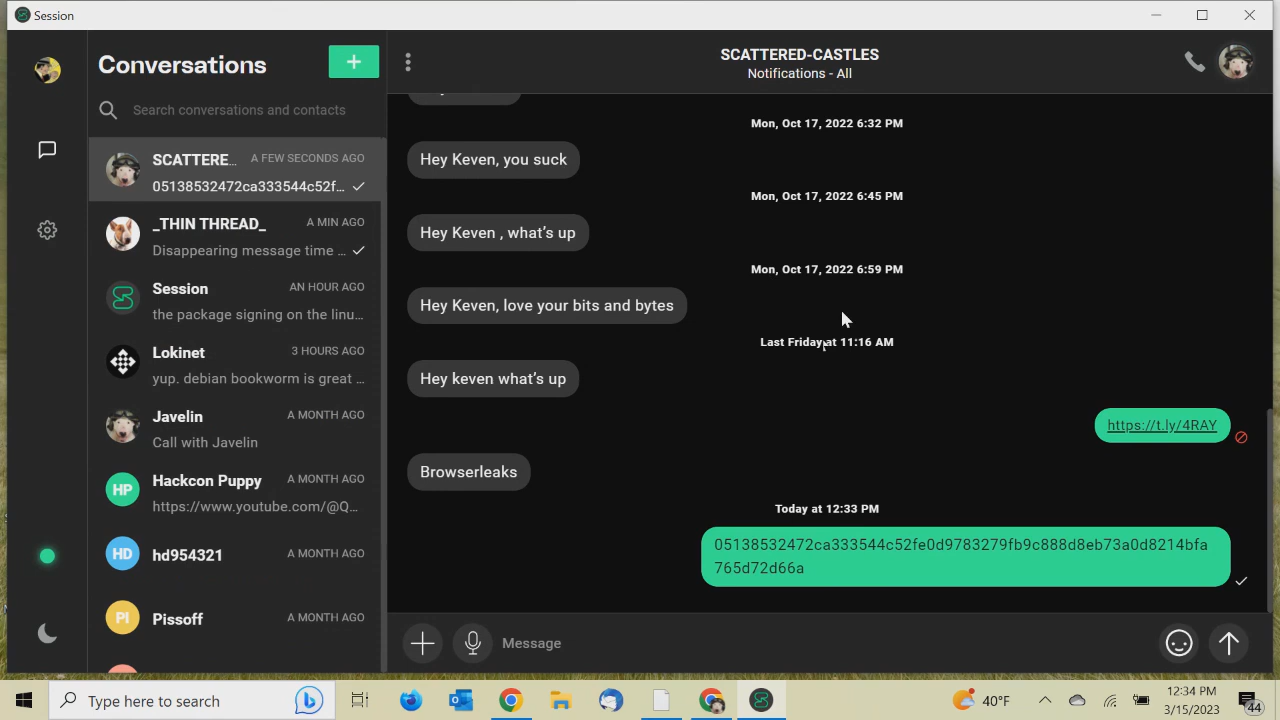 Session
Conversations
+
Search conversations and contacts
SCATTERE... A FEW SECONDS AGO
05138532472ca333544c52f...
_THIN THREAD_ A MIN AGO
Disappearing message time ...
Session AN HOUR AGO
the package signing on the linu...
Lokinet 3 HOURS AGO
yup. debian bookworm is great ...
Javelin A MONTH AGO
Call with Javelin
HP
Hackcon Puppy A MONTH AGO
https://www.youtube.com/@Q...
HD
hd954321 A MONTH AGO
PI
Pissoff A MONTH AGO
SCATTERED-CASTLES
Notifications - All
Mon, Oct 17, 2022 6:32 PM
Hey Keven, you suck
Mon, Oct 17, 2022 6:45 PM
Hey Keven , what's up
Mon, Oct 17, 2022 6:59 PM
Hey Keven, love your bits and bytes
Last Friday at 11:16 AM
Hey keven what's up
https://t.ly/4RAY
Browserleaks
Today at 12:33 PM
05138532472ca333544c52fe0d9783279fb9c888d8eb73a0d8214bfa
765d72d66a
Message
Type here to search
40°F
12:34 PM
3/15/2023
44